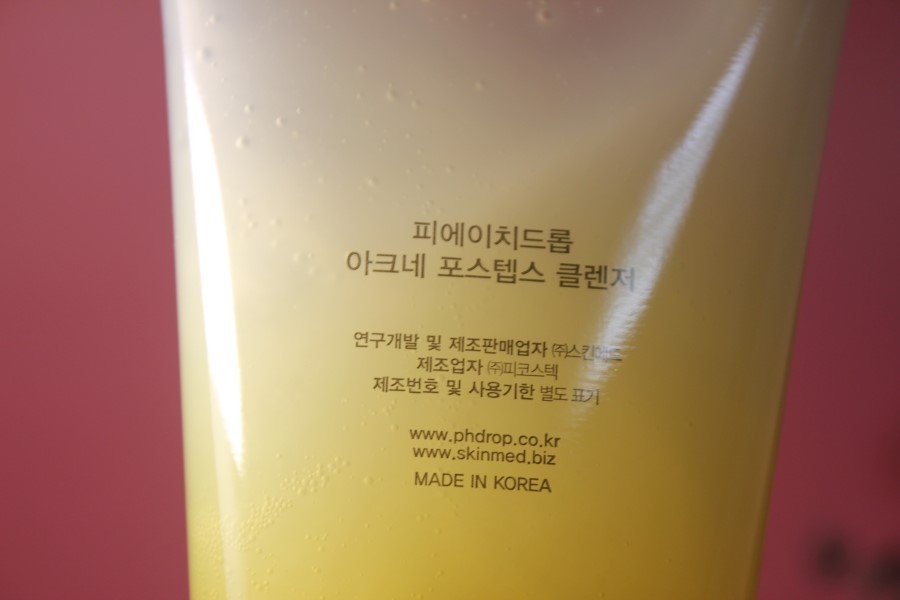 피에이치드롭
아크네 포스텝스 클렌저
연구개발 및 제조판매업자 ㈜스킨메드
제조업자 ㈜피코스텍
제조번호 및 사용기한 별도 표기
www.phdrop.co.kr
www.skinmed.biz
MADE IN KOREA